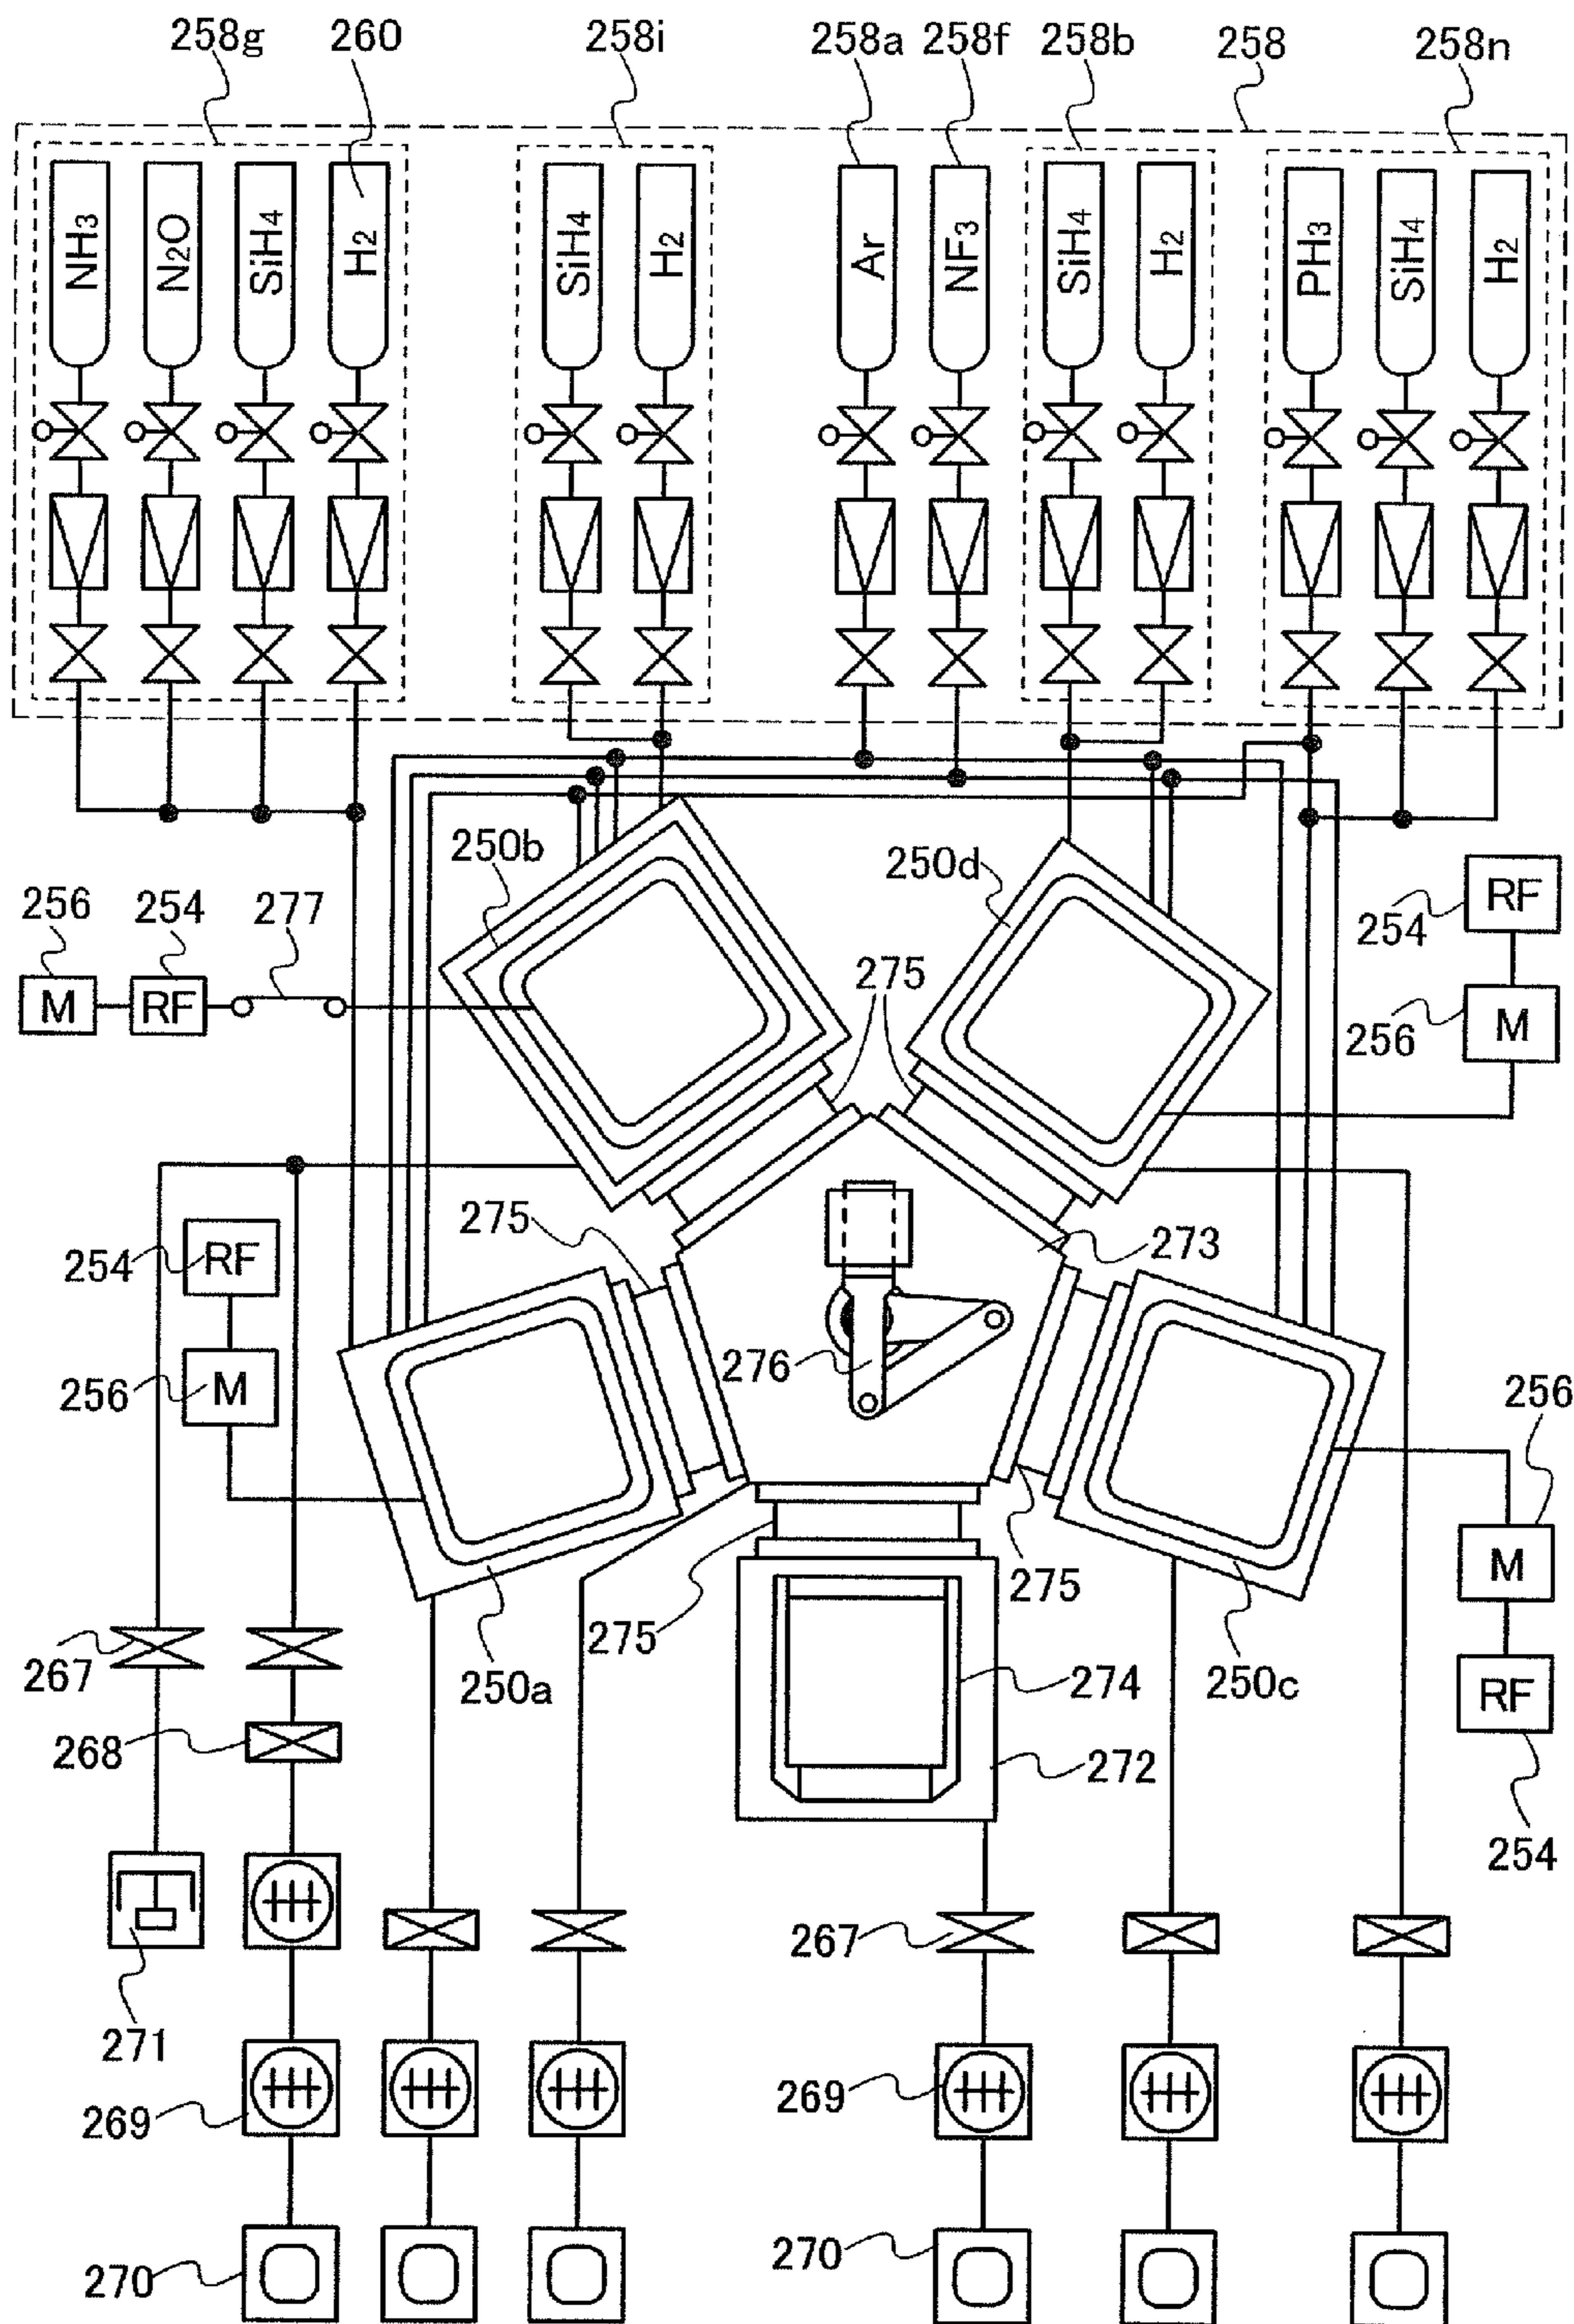 258g 260 258i 258a 258f 258b 258 258n
NH3 N2O SiH4 H2 SiH4 H2 Ar NF3 SiH4 H2 PH3 SiH4 H2
250b 250d
256 254 277 275 254 RF
M RF 256 M
275 273
254 RF
256 M 276 256
M
275 275
267 250a 274 250c RF
268 272
254
267
271
269 269
270 270